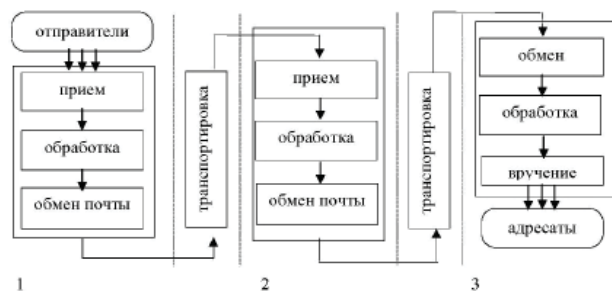 отправители
прием
обработка
обмен почты
транспортировка
прием
обработка
обмен почты
транспортировка
обмен
обработка
вручение
адресаты
1
2
3